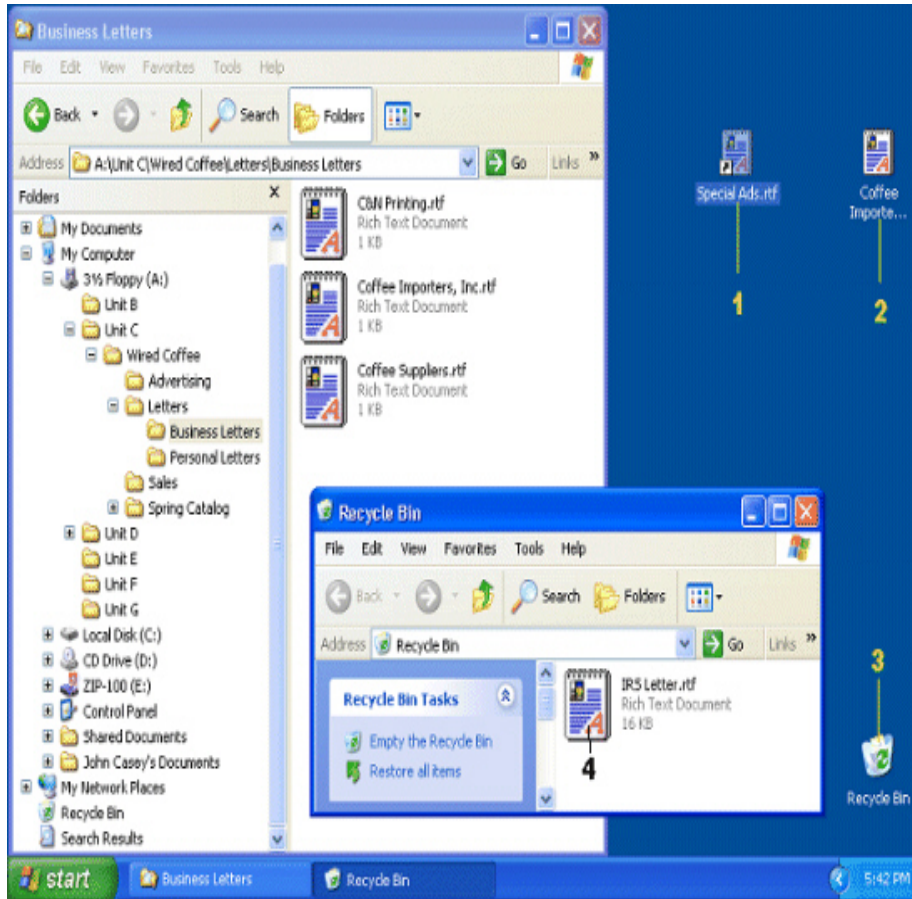 Business Letters
File Edit View Favorites Tools Help
Back Search Folders
Address A:\Unit C\Wired Coffee\Letters\Business Letters Go Links »
Folders X
My Documents
My Computer
3½ Floppy (A:)
Unit B
Unit C
Wired Coffee
Advertising
Letters
Business Letters
Personal Letters
Sales
Spring Catalog
Unit D
Unit E
Unit F
Unit G
Local Disk (C:)
CD Drive (D:)
ZIP-100 (E:)
Control Panel
Shared Documents
John Casey's Documents
My Network Places
Recycle Bin
Search Results
C&N Printing.rtf
Rich Text Document
1 KB
Coffee Importers, Inc.rtf
Rich Text Document
1 KB
Coffee Suppliers.rtf
Rich Text Document
1 KB
Special Ads.rtf
1
Coffee
Importe...
2
Recycle Bin
File Edit View Favorites Tools Help
Back Search Folders
Address Recycle Bin Go Links »
Recycle Bin Tasks
Empty the Recycle Bin
Restore all items
IRS Letter.rtf
Rich Text Document
16 KB
4
3
Recycle Bin
start Business Letters Recycle Bin 5:42 PM